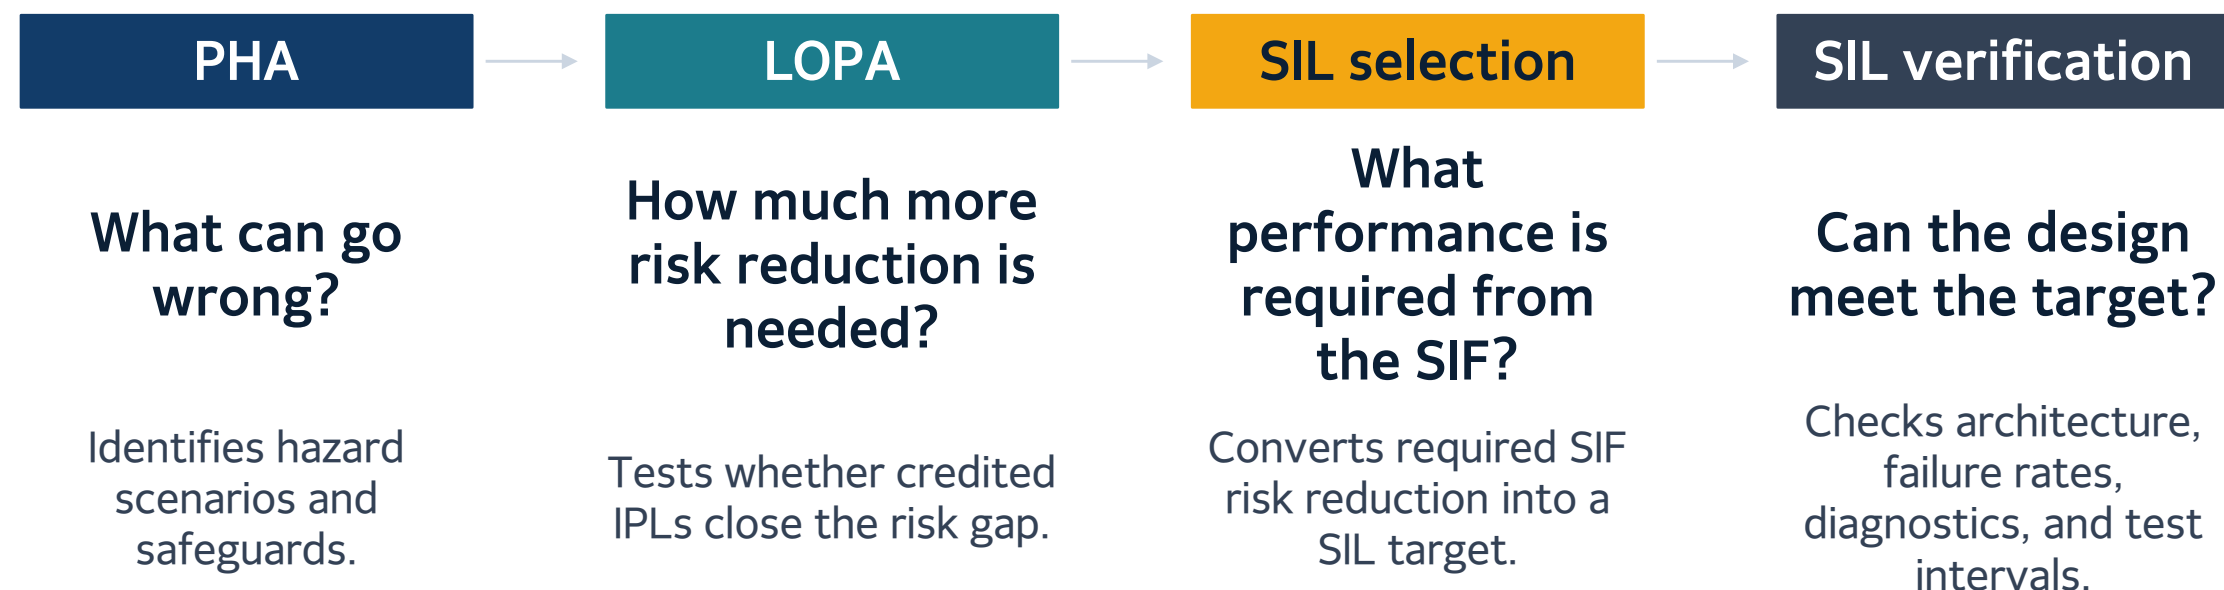 PHA
What can go
wrong?
Identifies hazard
scenarios and
safeguards.
LOPA
How much more
risk reduction is
needed?
Tests whether credited
IPLs close the risk gap.
SIL selection
What
performance is
required from
the SIF?
Converts required SIF
risk reduction into a
SIL target.
SIL verification
Can the design
meet the target?
Checks architecture,
failure rates,
diagnostics, and test
intervals.